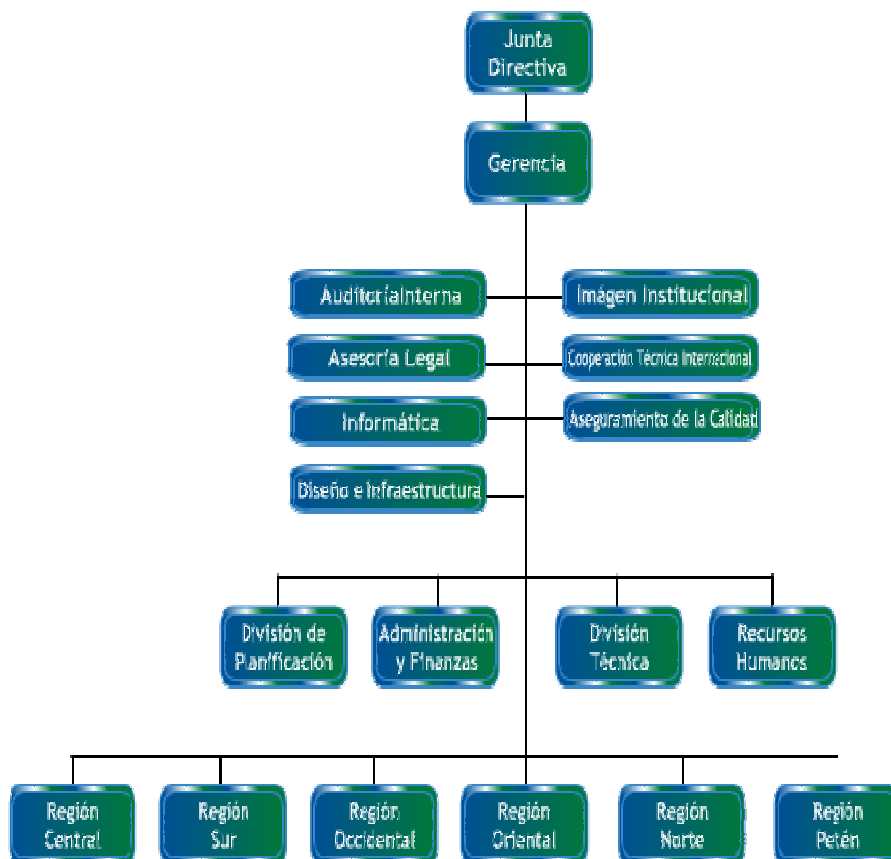 Junta
Directiva
Gerencia
AuditoríaInterna
Imágen Institucional
Asesoría Legal
Cooperación Técnica Internacional
Informática
Aseguramiento de la Calidad
Diseño e Infraestructura
División de
Planificación
Administración
y Finanzas
División
Técnica
Recursos
Humanos
Región
Central
Región
Sur
Región
Occidental
Región
Oriental
Región
Norte
Región
Petén